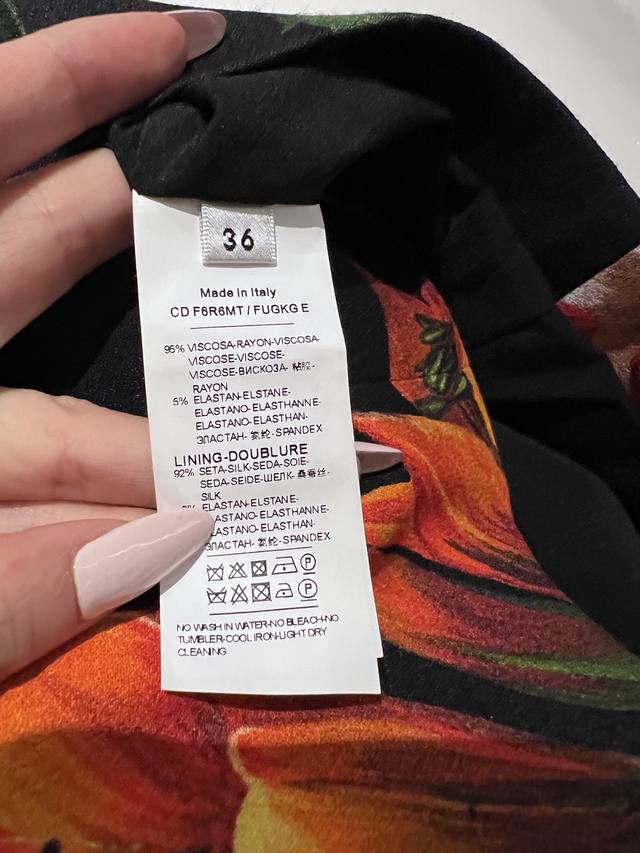 36
Made in Italy
CD F6R6MT / FUGKG E
95% VISCOSA-RAYON-VISCOSA-
VISCOSE-VISCOSE-
VISCOSE-ВИСКОЗА- 粘胶-
RAYON
5% ELASTAN-ELSTANE-
ELASTANO-ELASTHANNE-
ELASTANO-ELASTHAN-
ЭЛАСТАН- 氨纶-SPANDEX
LINING-DOUBLURE
92% SETA-SILK-SEDA-SOIE-
SEDA-SEIDE-ШЕЛК- 桑蚕丝-
SILK
ELASTAN-ELSTANE-
LASTANO-ELASTHANNE-
LASTANO-ELASTHAN
ЭЛАСТАН- 氨纶-SPANDEX
P
P
NO WASH IN WATER-NO BLEACH-NO
TUMBLER-COOL IRON-LIGHT DRY
CLEANING